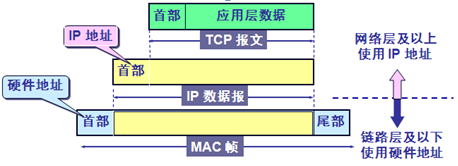 首部 应用层数据
TCP 报文
IP 地址
首部
IP 数据报
硬件地址
首部 尾部
MAC 帧
网络层及以上
使用 IP 地址
链路层及以下
使用硬件地址